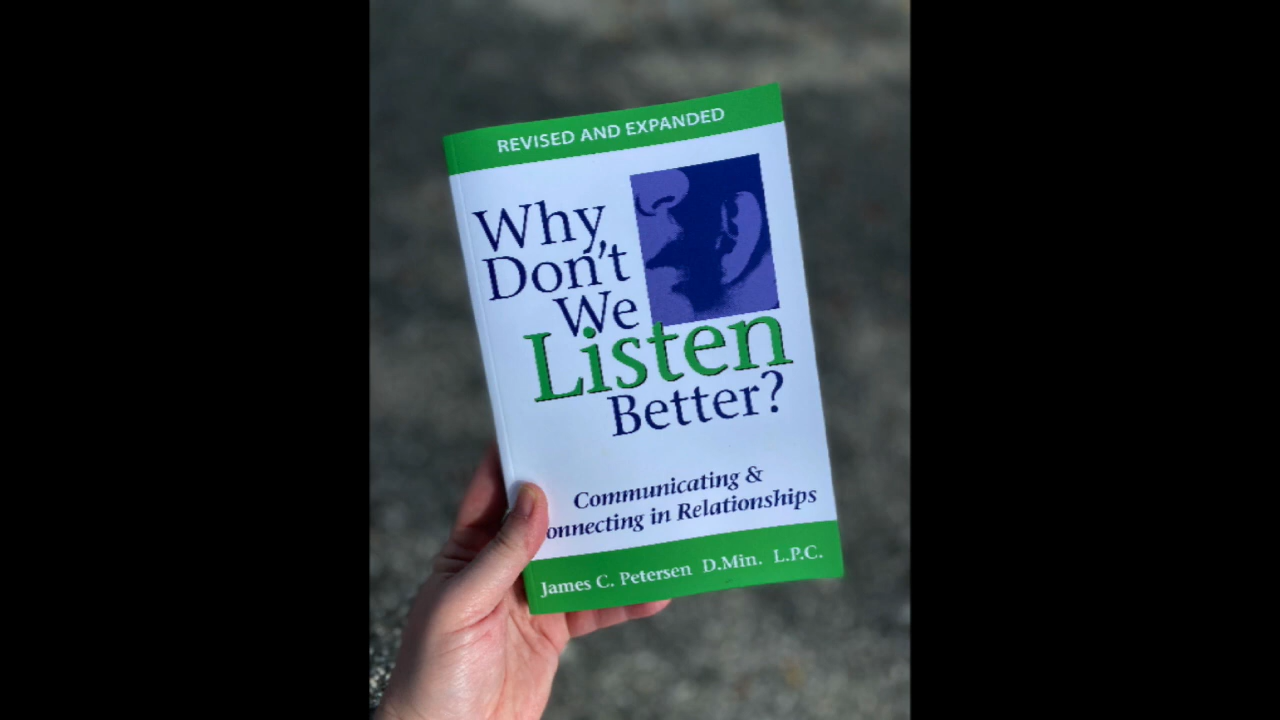 REVISED AND EXPANDED
Why
Don't
We
Listen
Better?
Communicating &
onnecting in Relationships
James C. Petersen D.Min. L.P.C.